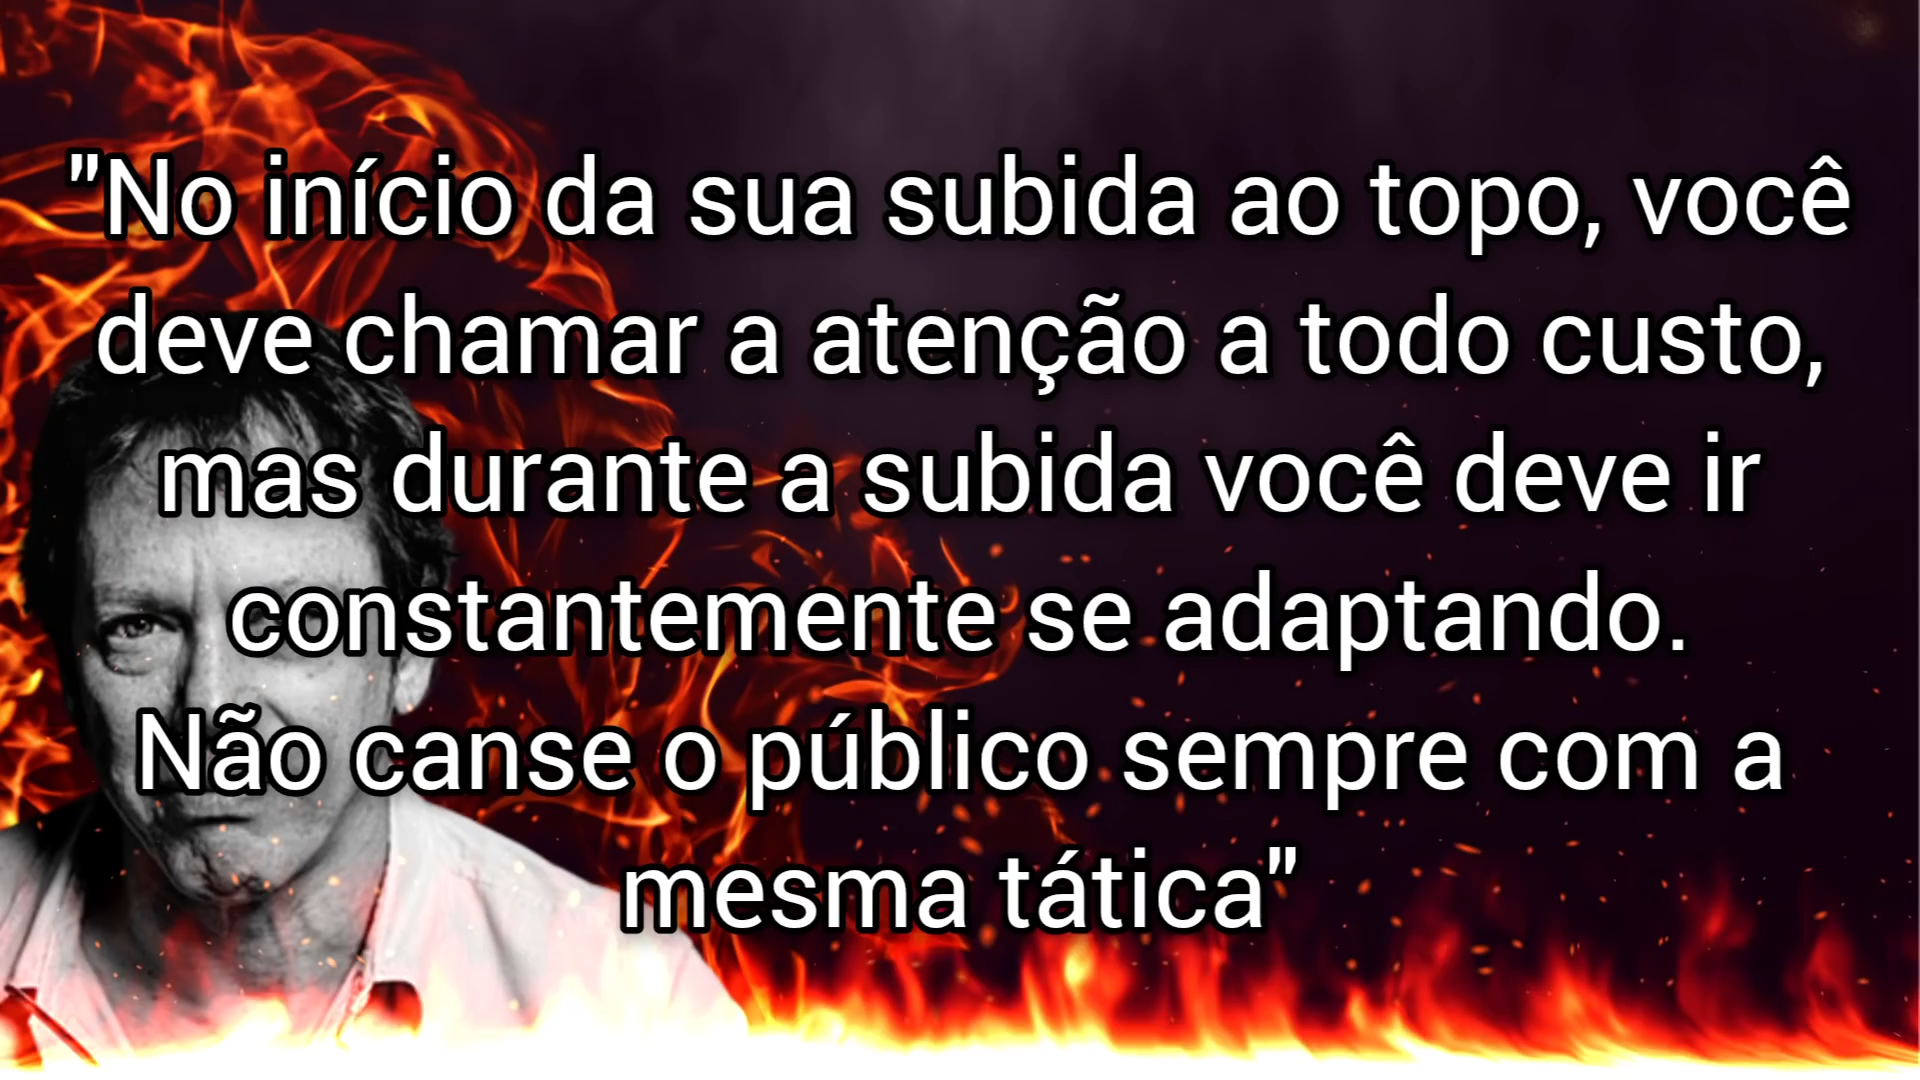 "No início da sua subida ao topo, você
deve chamar a atenção a todo custo,
mas durante a subida você deve ir
constantemente se adaptando.
Não canse o público sempre com a
mesma tática"